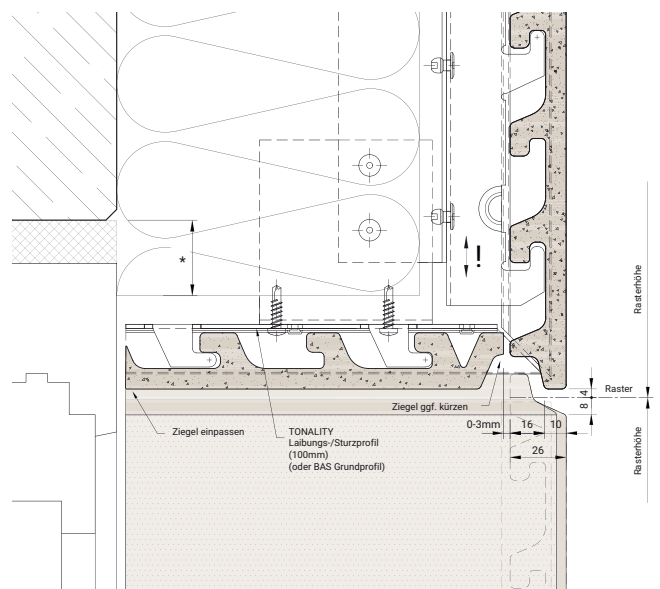 Rasterhöhe
*
!
Raster
4
8
Ziegel ggf. kürzen
0-3mm
16
10
26
Ziegel einpassen
TONALITY
Laibungs-/Sturzprofil
(100mm)
(oder BAS Grundprofil)
Rasterhöhe